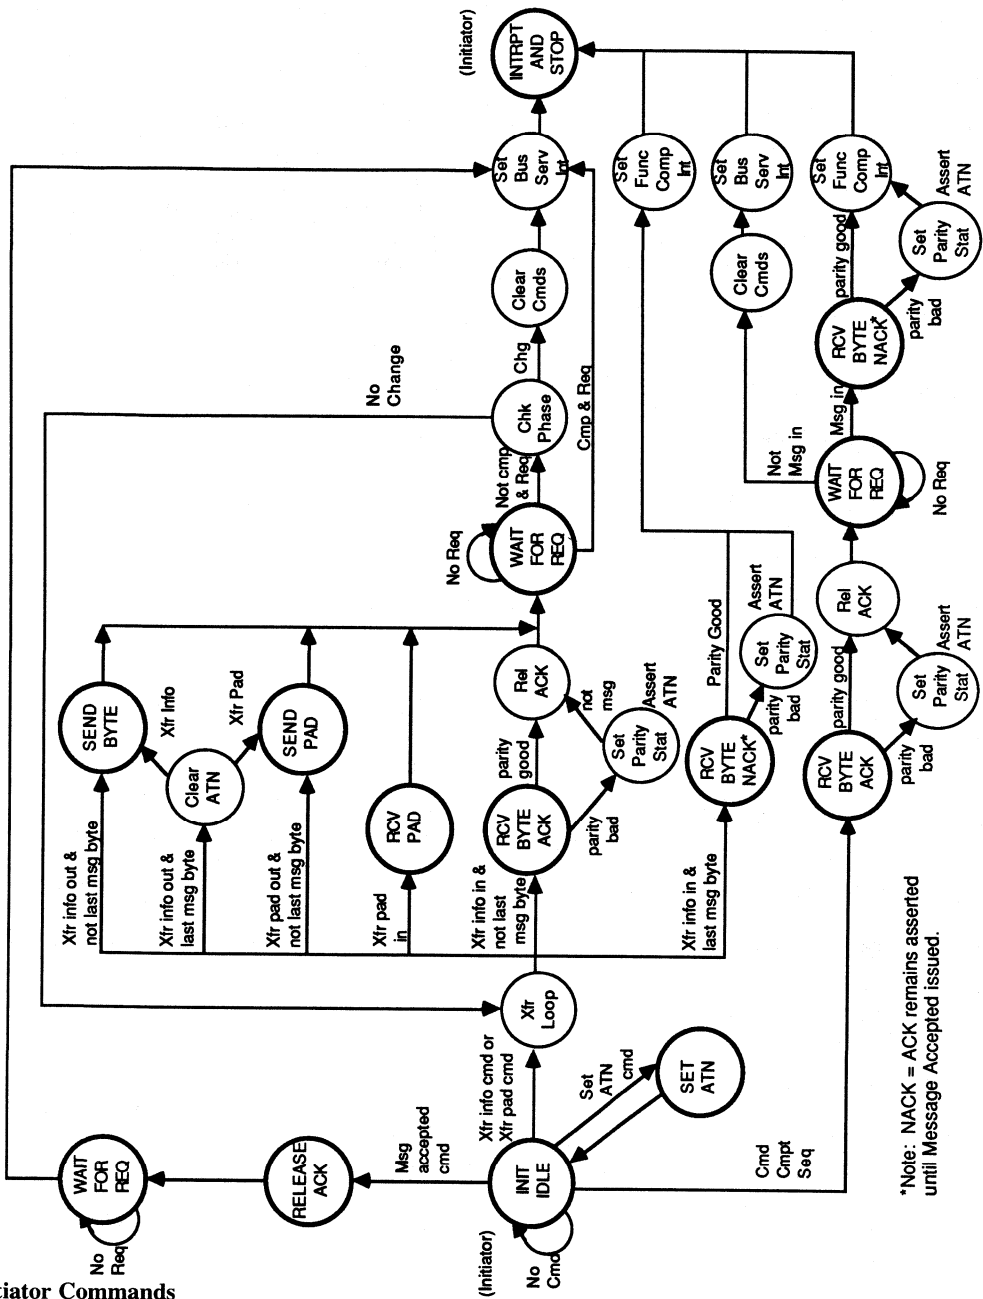 (Initiator)
INTRPT
AND
STOP
Set
Bus
Serv
Int
Set
Func
Comp
Int
Set
Bus
Serv
Int
Set
Func
Comp
Int
Assert
ATN
Clear
Cmds
Clear
Cmds
parity good
Set
Parity
Stat
parity
bad
RCV
BYTE
NACK*
Msg in
No
Change
Chg
Chk
Phase
Cmp & Req
Not cmp
& Req
No Req
WAIT
FOR
REQ
Not
Msg in
WAIT
FOR
REQ
No Req
SEND
BYTE
Xfr Info
Clear
ATN
Xfr Pad
SEND
PAD
RCV
PAD
Rel
ACK
not
msg
Assert
ATN
Set
Parity
Stat
parity
good
RCV
BYTE
ACK
parity
bad
Parity Good
Assert
ATN
Set
Parity
Stat
RCV
BYTE
NACK*
parity
bad
Rel
ACK
Assert
ATN
parity good
Set
Parity
Stat
RCV
BYTE
ACK
parity
bad
Xfr info out &
not last msg byte
Xfr info out &
last msg byte
Xfr pad out &
not last msg byte
Xfr pad
in
Xfr info in &
not last
msg byte
Xfr info in &
last msg byte
Xfr
Loop
Xfr info cmd or
Xfr pad cmd
Set
ATN
cmd
SET
ATN
WAIT
FOR
REQ
No
Req
RELEASE
ACK
Msg
accepted
cmd
INIT
IDLE
(Initiator)
No
Cmd
Cmd
Cmpt
Seq
*Note: NACK = ACK remains asserted
until Message Accepted issued.
tiator Commands